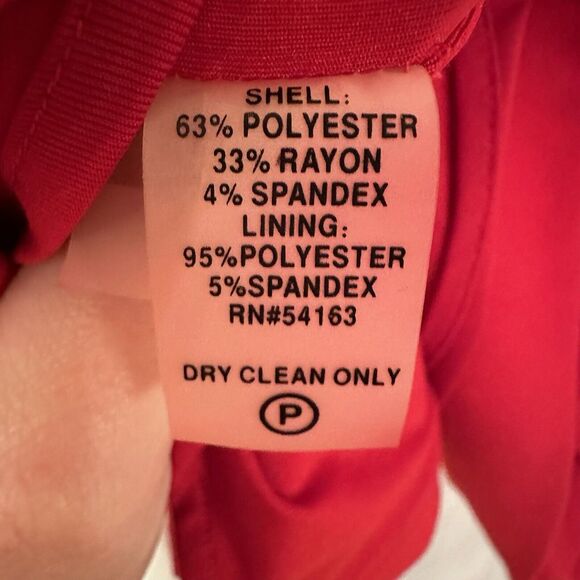 SHELL:
63% POLYESTER
33% RAYON
4% SPANDEX
LINING:
95%POLYESTER
5%SPANDEX
RN#54163
DRY CLEAN ONLY
P